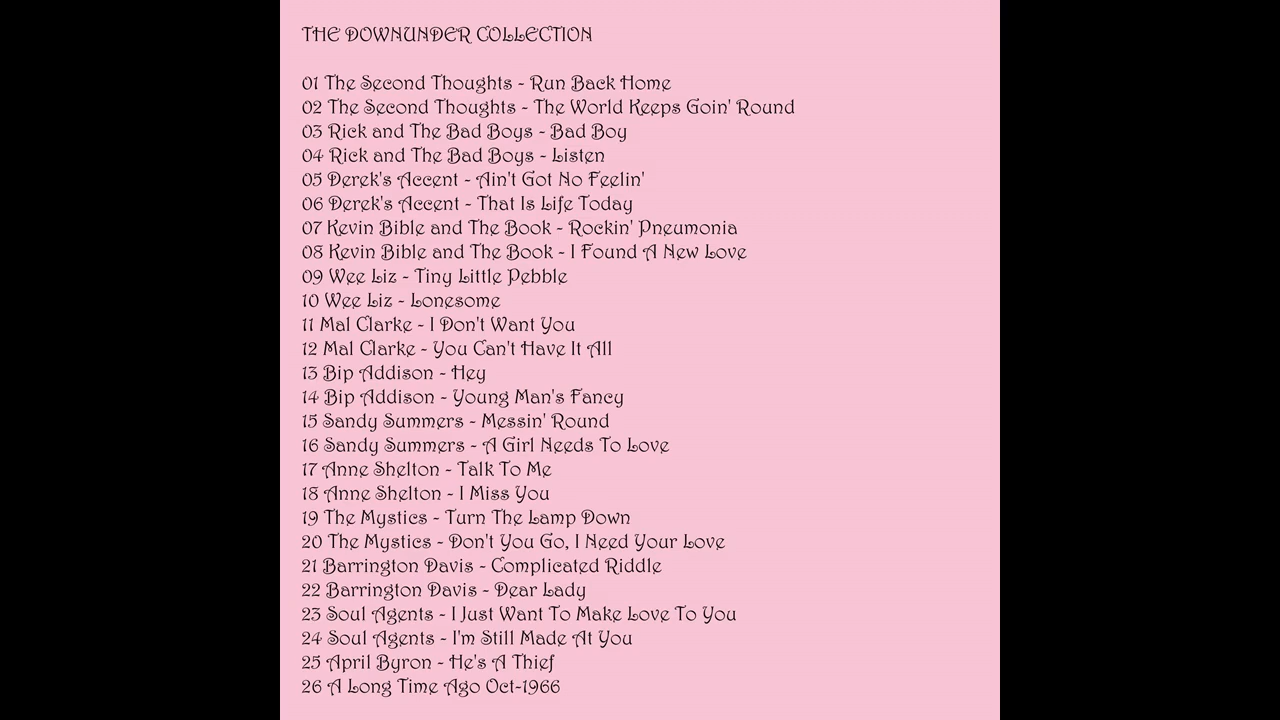 THE DOWNUNDER COLLECTION
01 The Second Thoughts - Run Back Home
02 The Second Thoughts - The World Keeps Goin' Round
03 Rick and The Bad Boys - Bad Boy
04 Rick and The Bad Boys - Listen
05 Derek's Accent - Ain't Got No Feelin'
06 Derek's Accent - That Is Life Today
07 Kevin Bible and The Book - Rockin' Pneumonia
08 Kevin Bible and The Book - I Found A New Love
09 Wee Liz - Tiny Little Pebble
10 Wee Liz - Lonesome
11 Mal Clarke - I Don't Want You
12 Mal Clarke - You Can't Have It All
13 Bip Addison - Hey
14 Bip Addison - Young Man's Fancy
15 Sandy Summers - Messin' Round
16 Sandy Summers - A Girl Needs To Love
17 Anne Shelton - Talk To Me
18 Anne Shelton - I Miss You
19 The Mystics - Turn The Lamp Down
20 The Mystics - Don't You Go, I Need Your Love
21 Barrington Davis - Complicated Riddle
22 Barrington Davis - Dear Lady
23 Soul Agents - I Just Want To Make Love To You
24 Soul Agents - I'm Still Made At You
25 April Byron - He's A Thief
26 A Long Time Ago Oct-1966